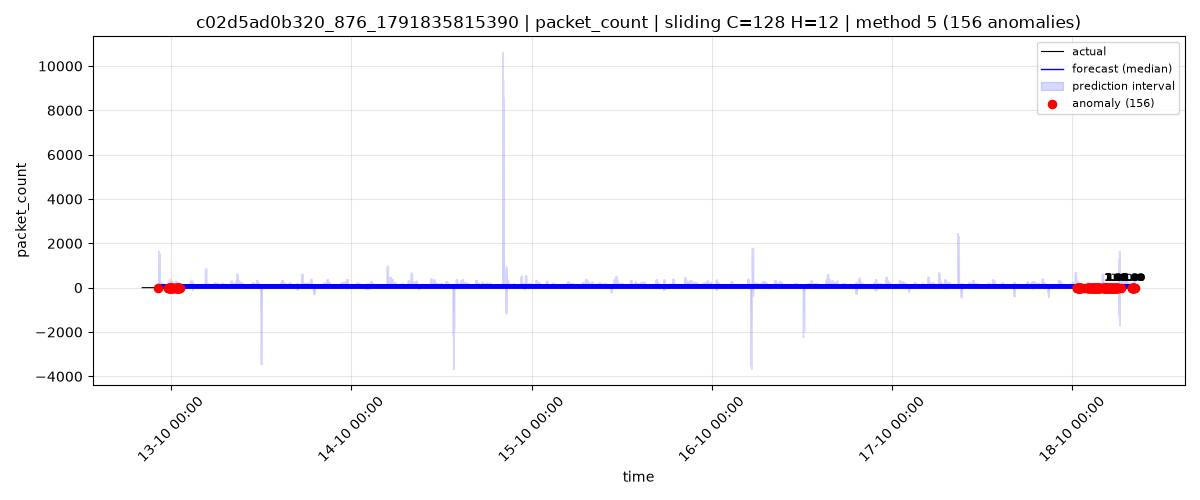 c02d5ad0b320_876_1791835815390 | packet_count | sliding C=128 H=12 | method 5 (156 anomalies)
actual
forecast (median)
prediction interval
anomaly (156)
10000
8000
6000
4000
2000
0
−2000
−4000
packet_count
13-10 00:00
14-10 00:00
15-10 00:00
16-10 00:00
17-10 00:00
18-10 00:00
time